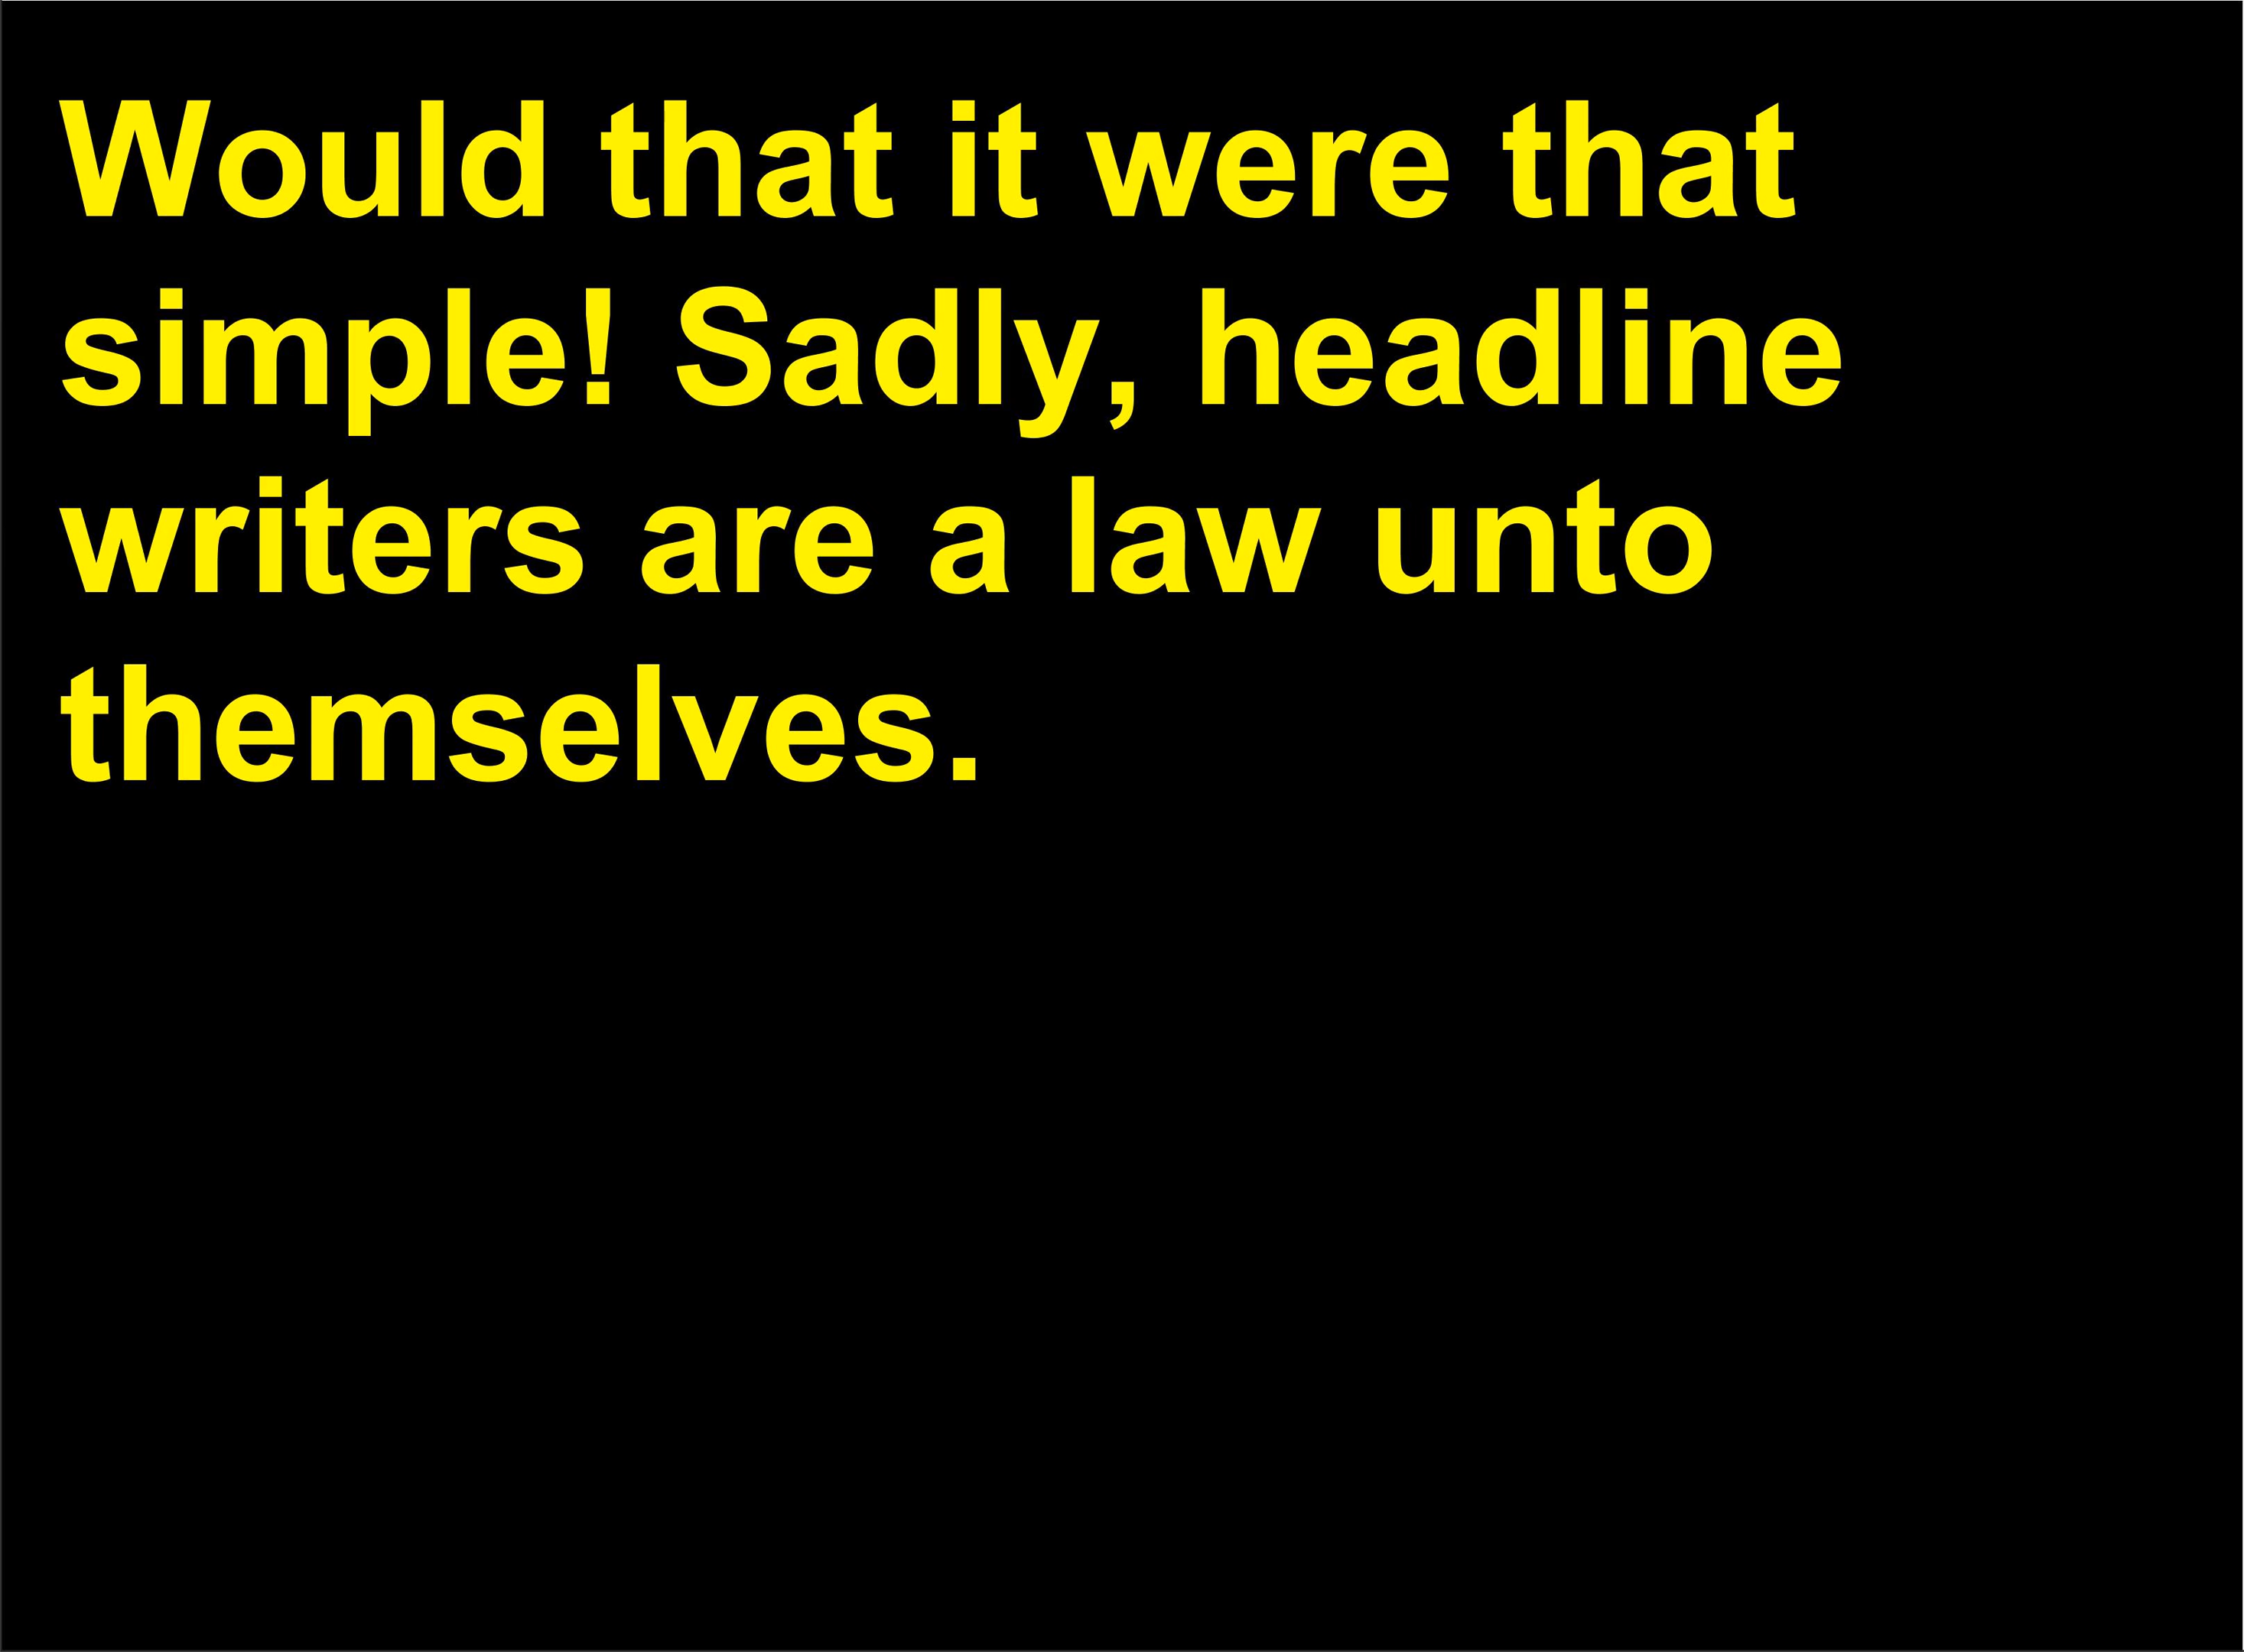 Would that it were that
simple! Sadly, headline
writers are a law unto
themselves.